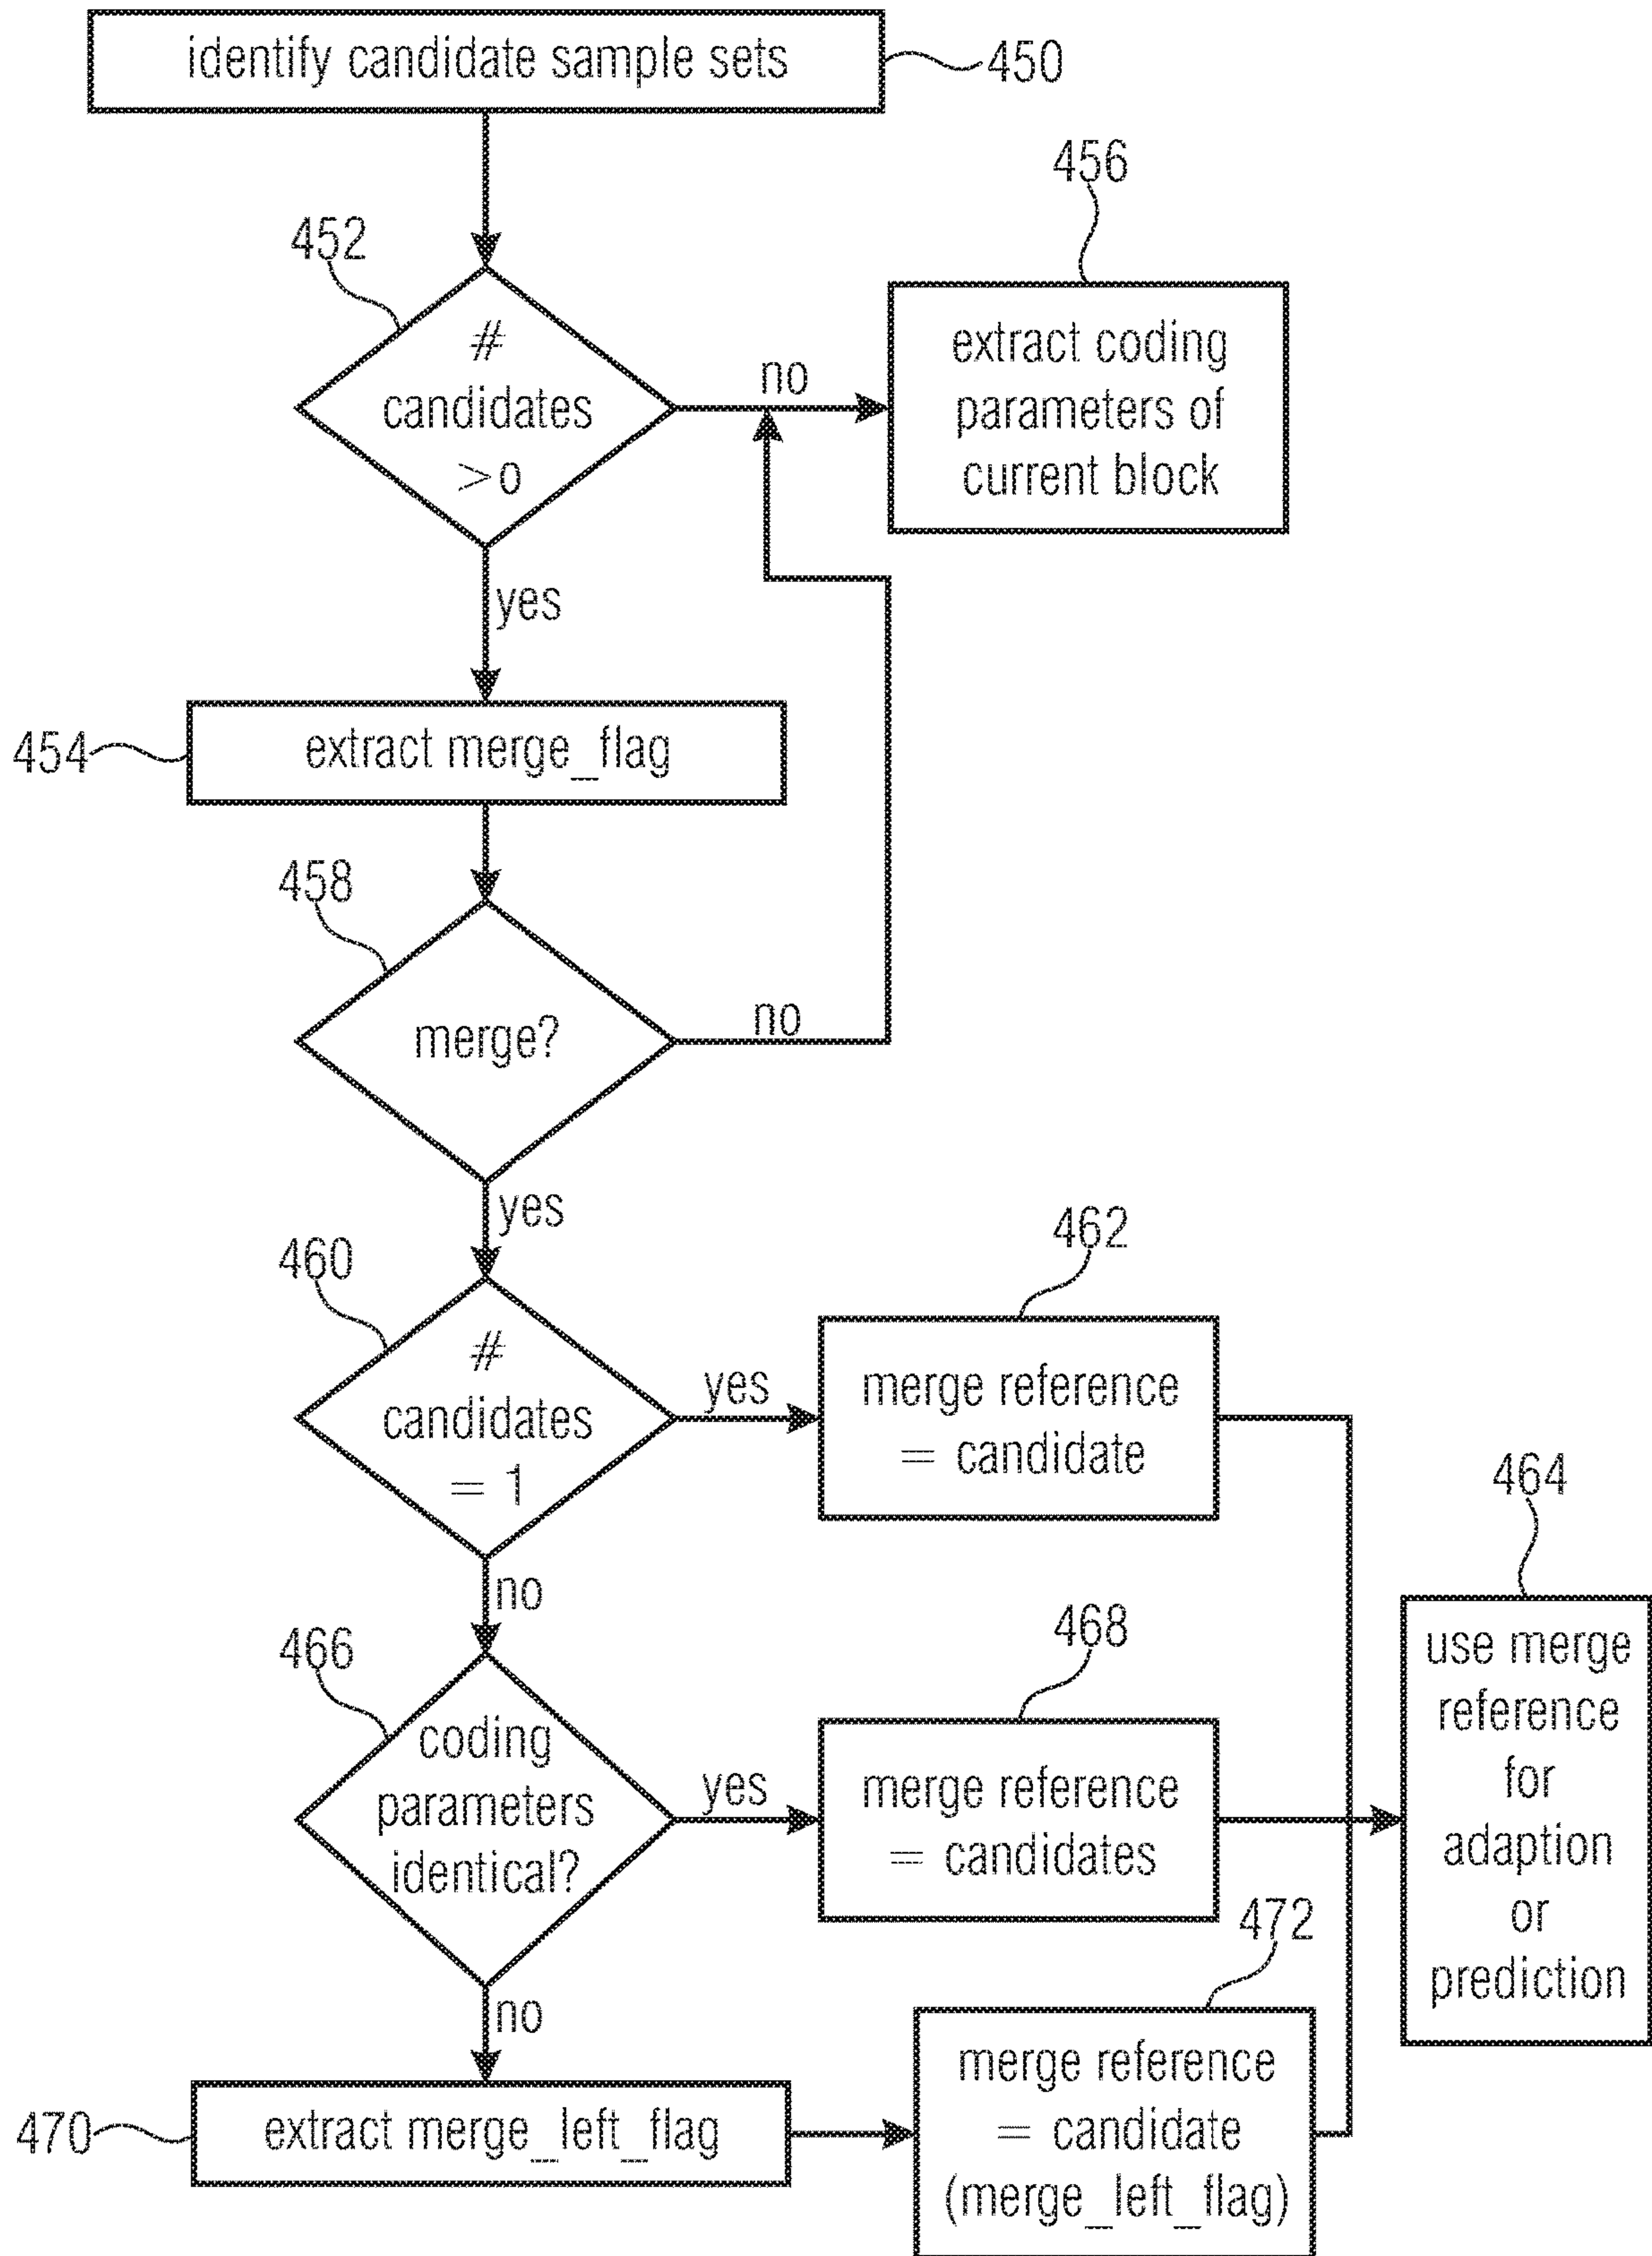 identify candidate sample sets
450
456
452
#
candidates
>o
no
extract coding
parameters of
current block
yes
454
extract merge_flag
458
merge?
no
yes
460
#
candidates
= 1
yes
462
merge reference
= candidate
464
use merge
reference
for
adaption
or
prediction
no
466
coding
parameters
identical?
yes
468
merge reference
= candidates
no
470
extract merge_left_flag
472
merge reference
= candidate
(merge_left_flag)